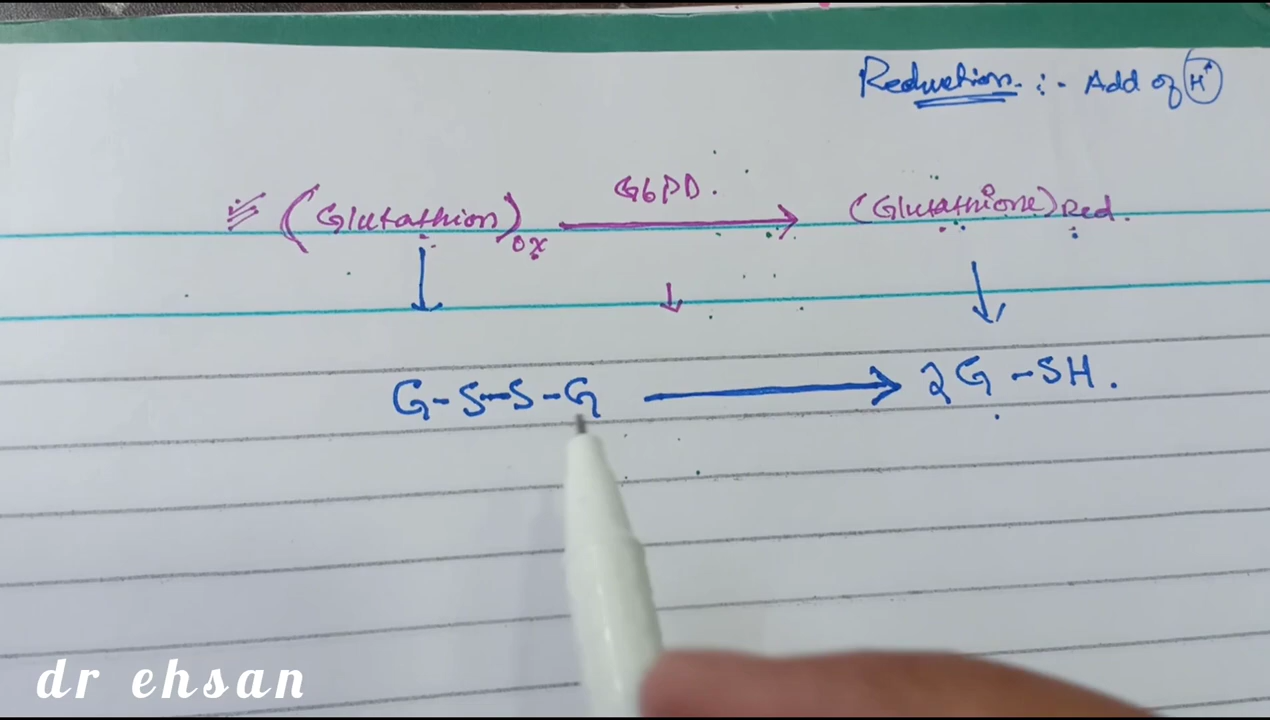 Reduction :- Add of H+
(Glutathion)ox G6PD. (Glutathione)Red.
G-S-S-G 2G-SH.
dr ehsan